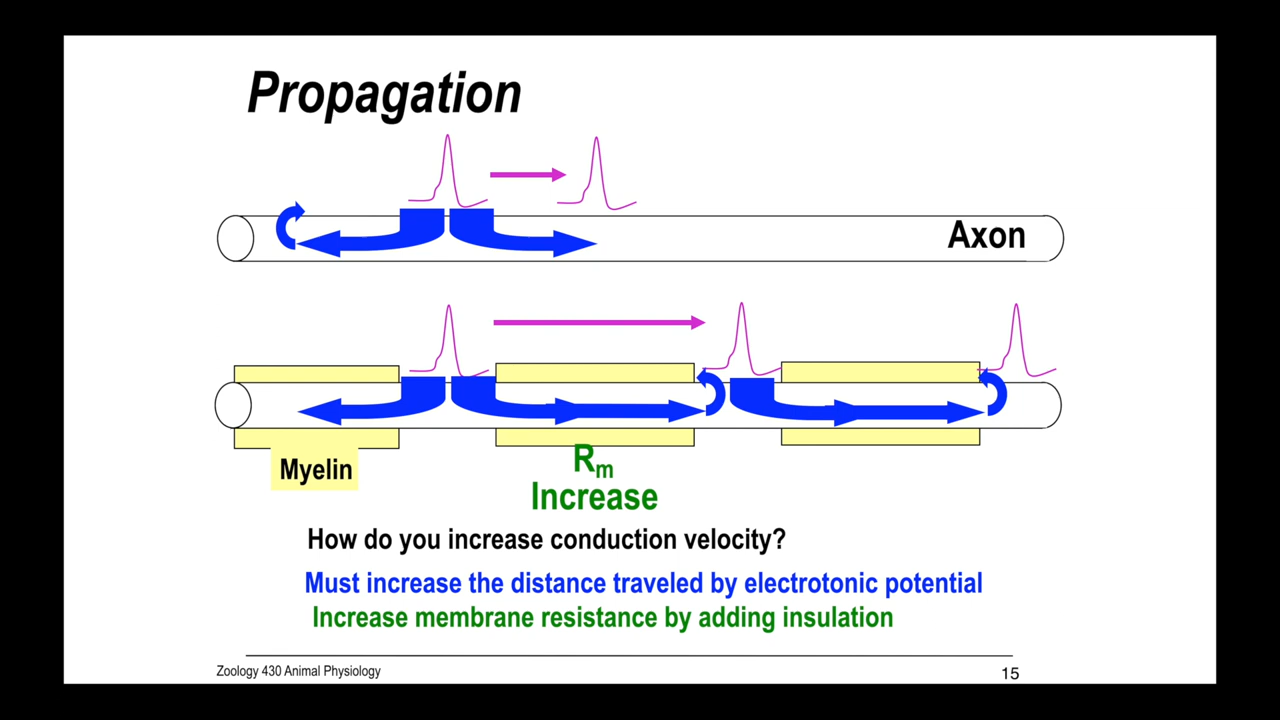 Propagation
Axon
Myelin
Rm
Increase
How do you increase conduction velocity?
Must increase the distance traveled by electrotonic potential
Increase membrane resistance by adding insulation
Zoology 430 Animal Physiology
15